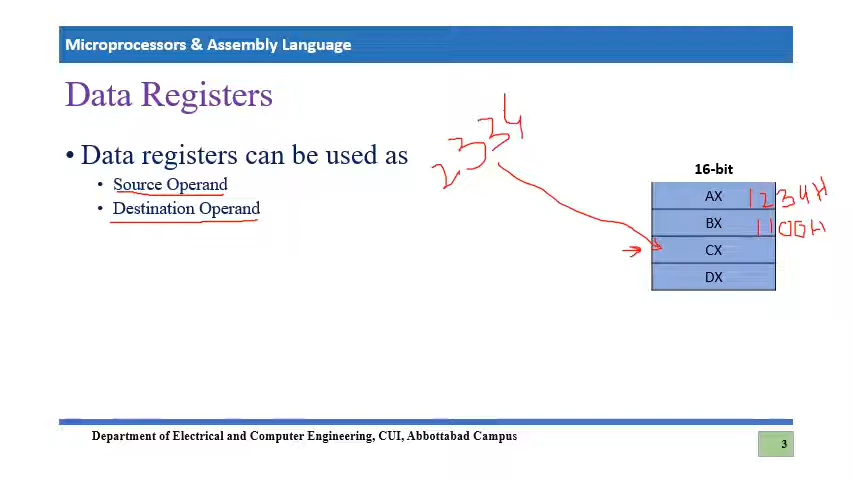 Microprocessors & Assembly Language
Data Registers
• Data registers can be used as
• Source Operand
• Destination Operand
2334
16-bit
AX 1234H
BX 1100H
CX
DX
Department of Electrical and Computer Engineering, CUI, Abbottabad Campus
3